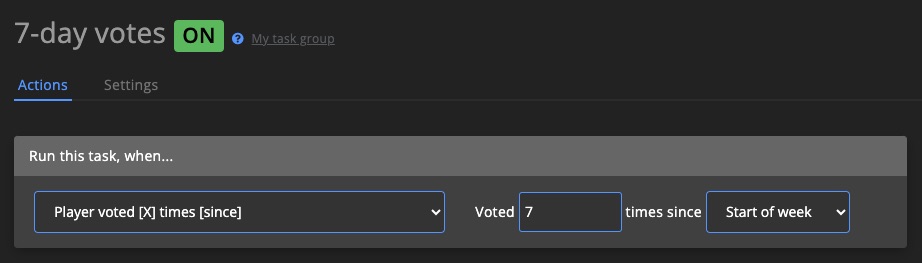 7-day votes ON My task group
Actions Settings
Run this task, when...
Player voted [X] times [since] Voted 7 times since Start of week